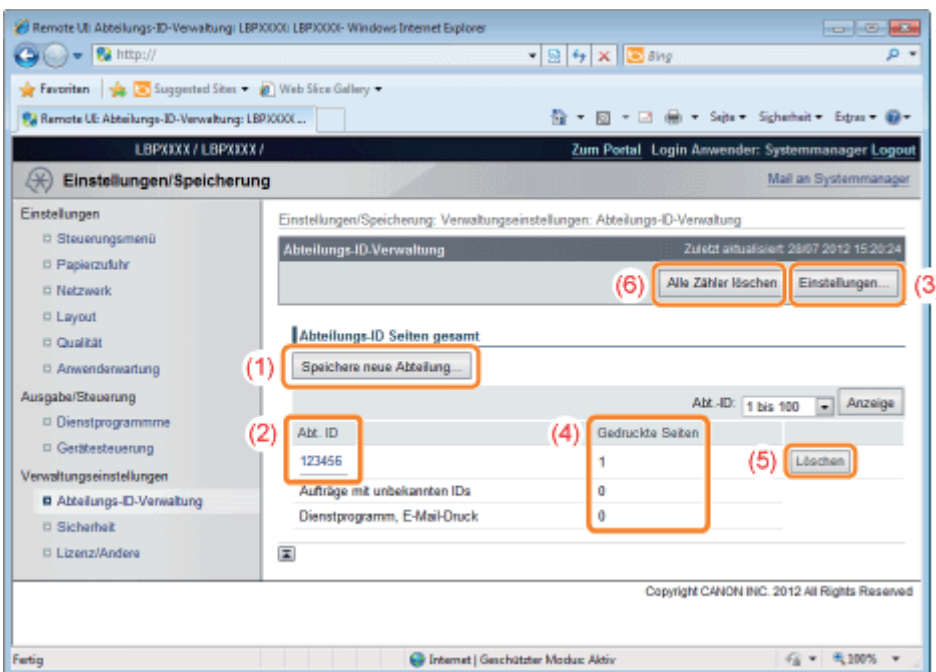 Remote UI: Abteilungs-ID-Verwaltung: LBPXXXX: LBPXXXX- Windows Internet Explorer
http://
Bing
Favoriten Suggested Sites Web Slice Gallery
Remote UI: Abteilungs-ID-Verwaltung: LBPXXXX ...
Seite Sicherheit Extras
LBPXXXX / LBPXXXX /
Zum Portal Login Anwender: Systemmanager Logout
Einstellungen/Speicherung
Mail an Systemmanager
Einstellungen
Steuerungsmenü
Papierzufuhr
Netzwerk
Layout
Qualität
Anwenderwartung
Ausgabe/Steuerung
Dienstprogrammme
Gerätesteuerung
Verwaltungseinstellungen
Abteilungs-ID-Verwaltung
Sicherheit
Lizenz/Andere
Einstellungen/Speicherung: Verwaltungseinstellungen: Abteilungs-ID-Verwaltung
Abteilungs-ID-Verwaltung
Zuletzt aktualisiert: 28/07 2012 15:20:24
(6) Alle Zähler löschen Einstellungen... (3
Abteilungs-ID Seiten gesamt
(1) Speichere neue Abteilung...
Abt.-ID: 1 bis 100 Anzeige
(2) Abt. ID (4) Gedruckte Seiten
123456 1 (5) Löschen
Aufträge mit unbekannten IDs 0
Dienstprogramm, E-Mail-Druck 0
Copyright CANON INC. 2012 All Rights Reserved
Fertig
Internet | Geschützter Modus: Aktiv
100%